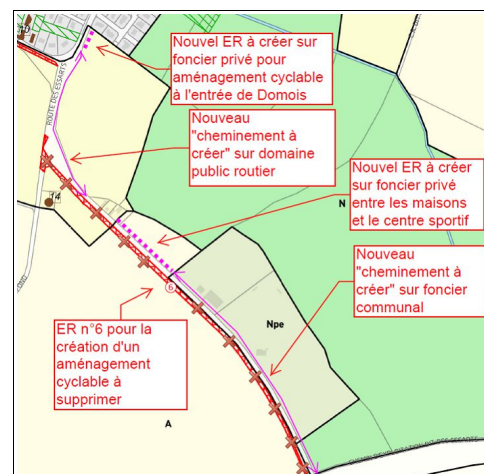 Nouvel ER à créer sur
foncier privé pour
aménagement cyclable
à l'entrée de Domois
ROUTE DES ESSARTS
Nouveau
"cheminement à
créer" sur domaine
public routier
Nouvel ER à créer
sur foncier privé
entre les maisons
et le centre sportif
14
N
Nouveau
"cheminement à
créer" sur foncier
communal
6
Npe
ER n°6 pour la
création d'un
aménagement
cyclable à
supprimer
A